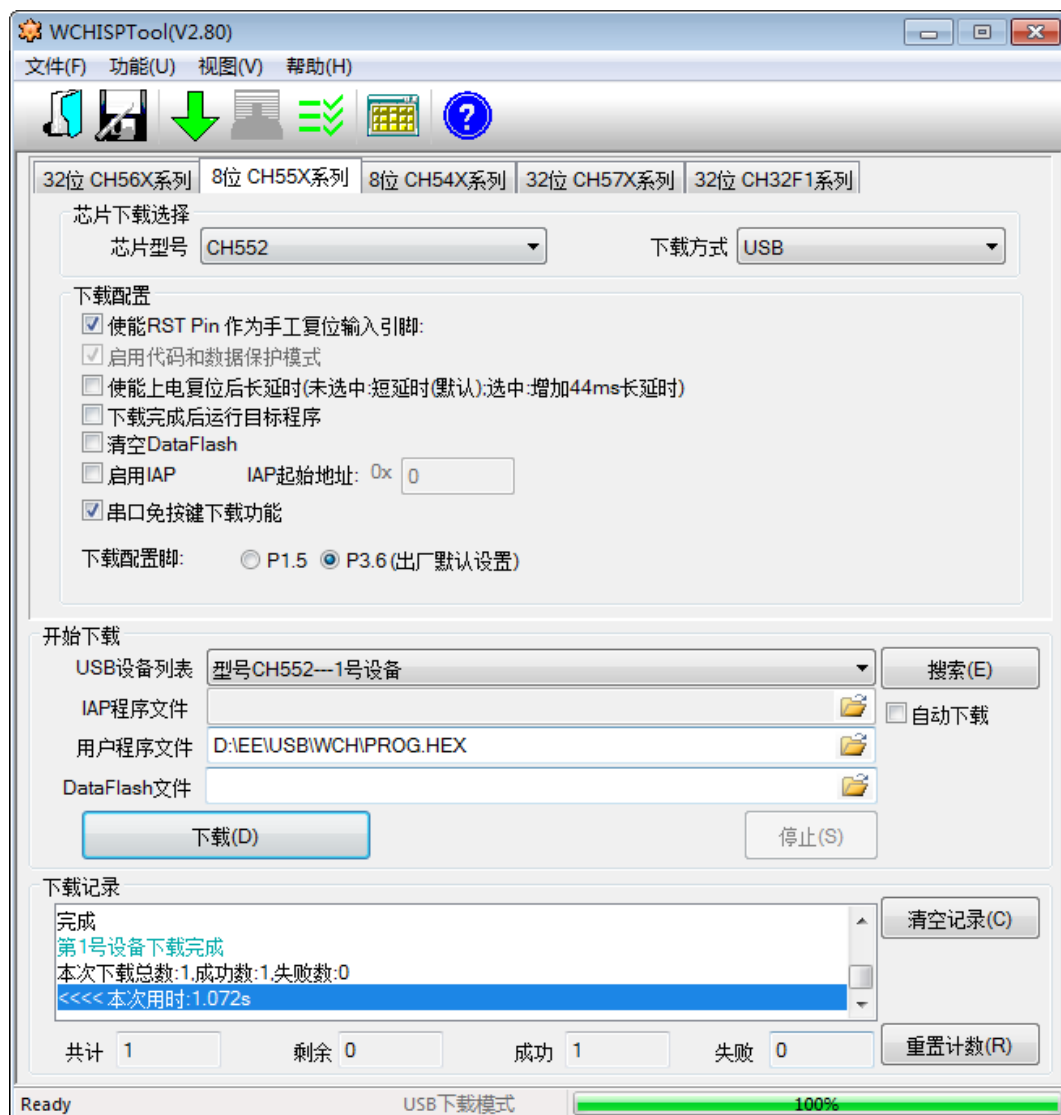 WCHISPTool(V2.80)
文件(F) 功能(U) 视图(V) 帮助(H)
?
32位 CH56X系列 8位 CH55X系列 8位 CH54X系列 32位 CH57X系列 32位 CH32F1系列
芯片下载选择
芯片型号 CH552 下载方式 USB
下载配置
使能RST Pin 作为手工复位输入引脚:
启用代码和数据保护模式
使能上电复位后长延时(未选中:短延时(默认);选中:增加44ms长延时)
下载完成后运行目标程序
清空DataFlash
启用IAP IAP起始地址: 0x 0
串口免按键下载功能
下载配置脚: P1.5 P3.6(出厂默认设置)
开始下载
USB设备列表 型号CH552---1号设备 搜索(E)
IAP程序文件 自动下载
用户程序文件 D:\EE\USB\WCH\PROG.HEX
DataFlash文件
下载(D) 停止(S)
下载记录
完成 清空记录(C)
第1号设备下载完成
本次下载总数:1,成功数:1,失败数:0
<<<< 本次用时:1.072s
共计 1 剩余 0 成功 1 失败 0 重置计数(R)
Ready USB下载模式 100%